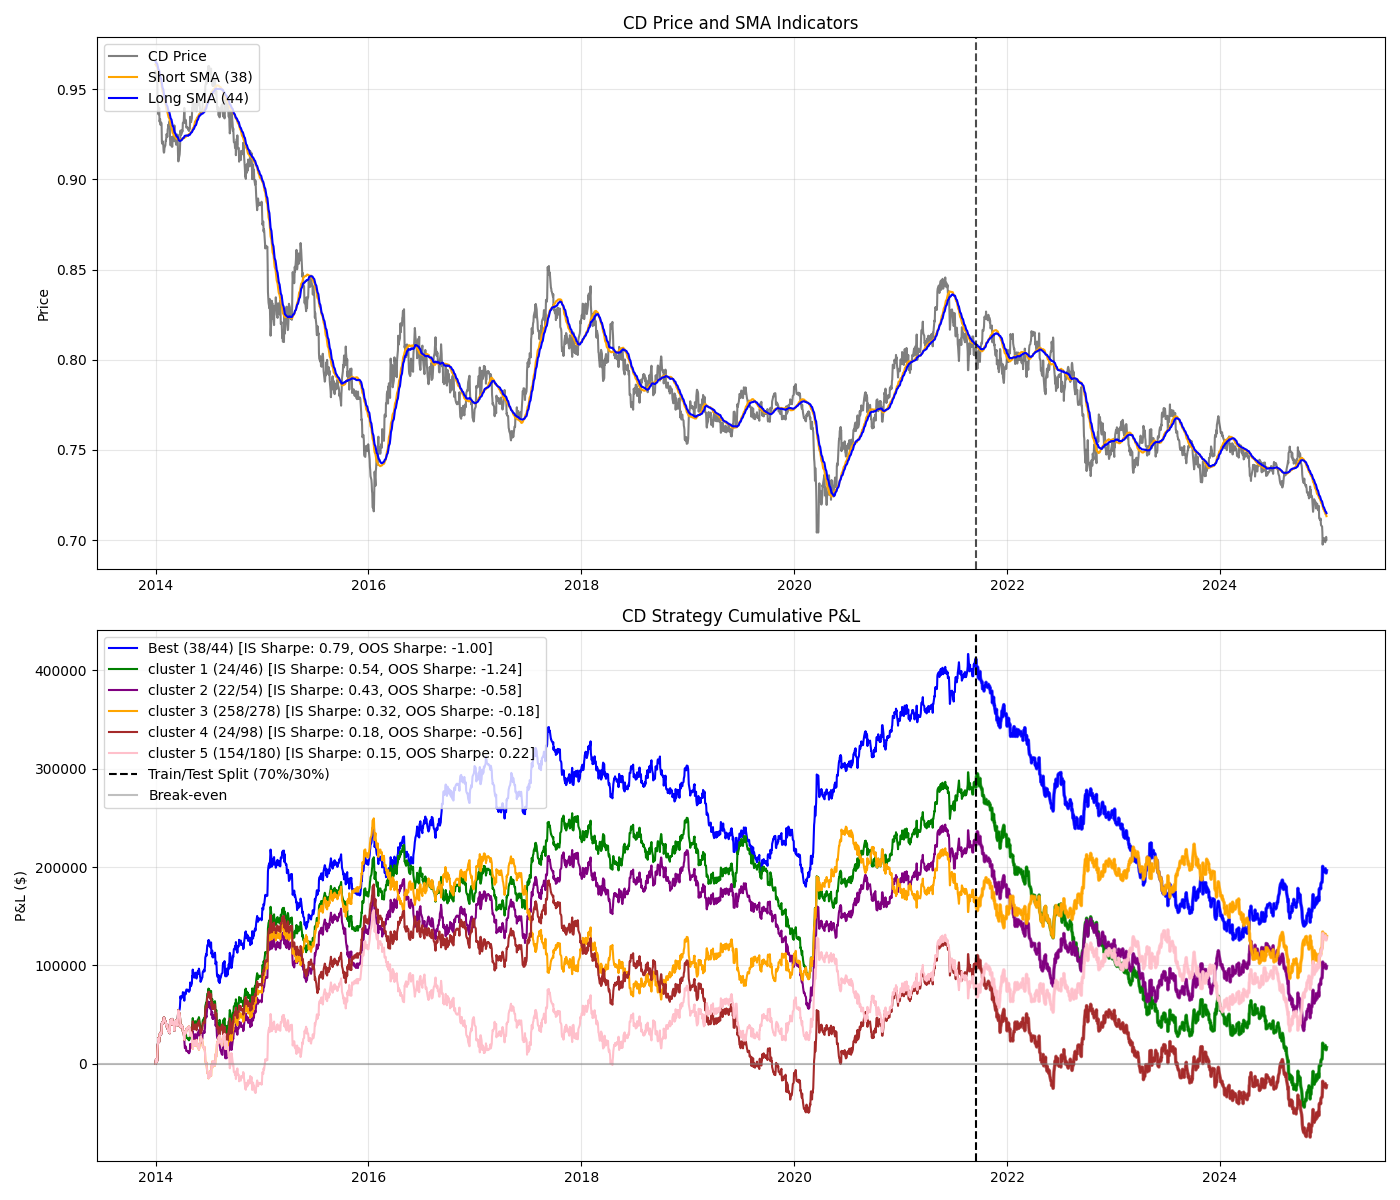 CD Price and SMA Indicators
CD Price
Short SMA (38)
Long SMA (44)
Price
0.95
0.90
0.85
0.80
0.75
0.70
2014 2016 2018 2020 2022 2024
CD Strategy Cumulative P&L
Best (38/44) [IS Sharpe: 0.79, OOS Sharpe: -1.00]
cluster 1 (24/46) [IS Sharpe: 0.54, OOS Sharpe: -1.24]
cluster 2 (22/54) [IS Sharpe: 0.43, OOS Sharpe: -0.58]
cluster 3 (258/278) [IS Sharpe: 0.32, OOS Sharpe: -0.18]
cluster 4 (24/98) [IS Sharpe: 0.18, OOS Sharpe: -0.56]
cluster 5 (154/180) [IS Sharpe: 0.15, OOS Sharpe: 0.22]
Train/Test Split (70%/30%)
Break-even
P&L ($)
400000
300000
200000
100000
0
2014 2016 2018 2020 2022 2024